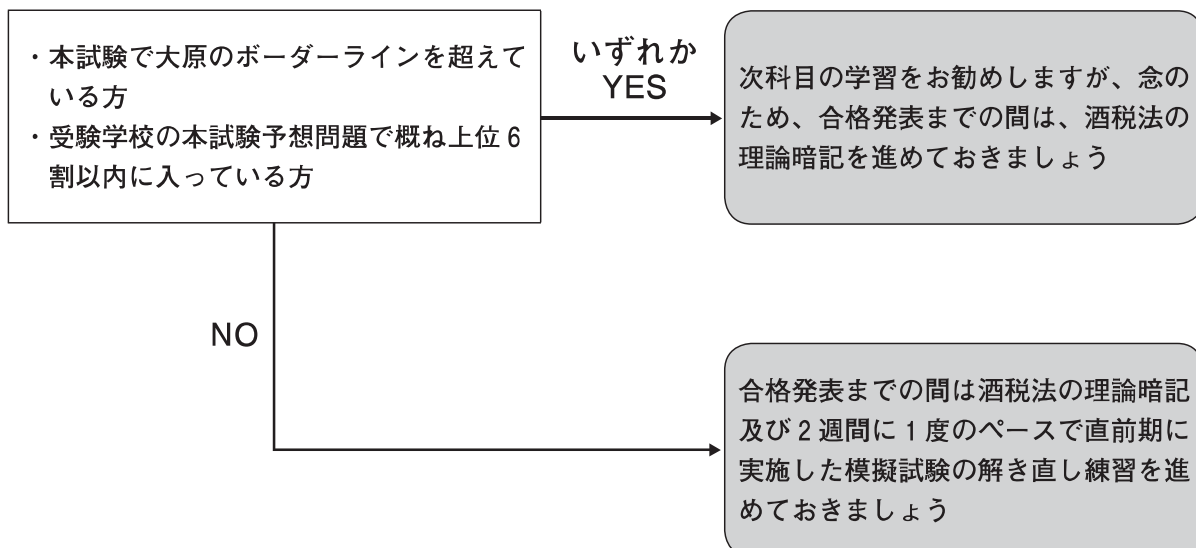 ・本試験で大原のボーダーラインを超えて
いる方
・受験学校の本試験予想問題で概ね上位6
割以内に入っている方
いずれか
YES
次科目の学習をお勧めしますが、念の
ため、合格発表までの間は、酒税法の
理論暗記を進めておきましょう
NO
合格発表までの間は酒税法の理論暗記
及び2週間に1度のペースで直前期に
実施した模擬試験の解き直し練習を進
めておきましょう